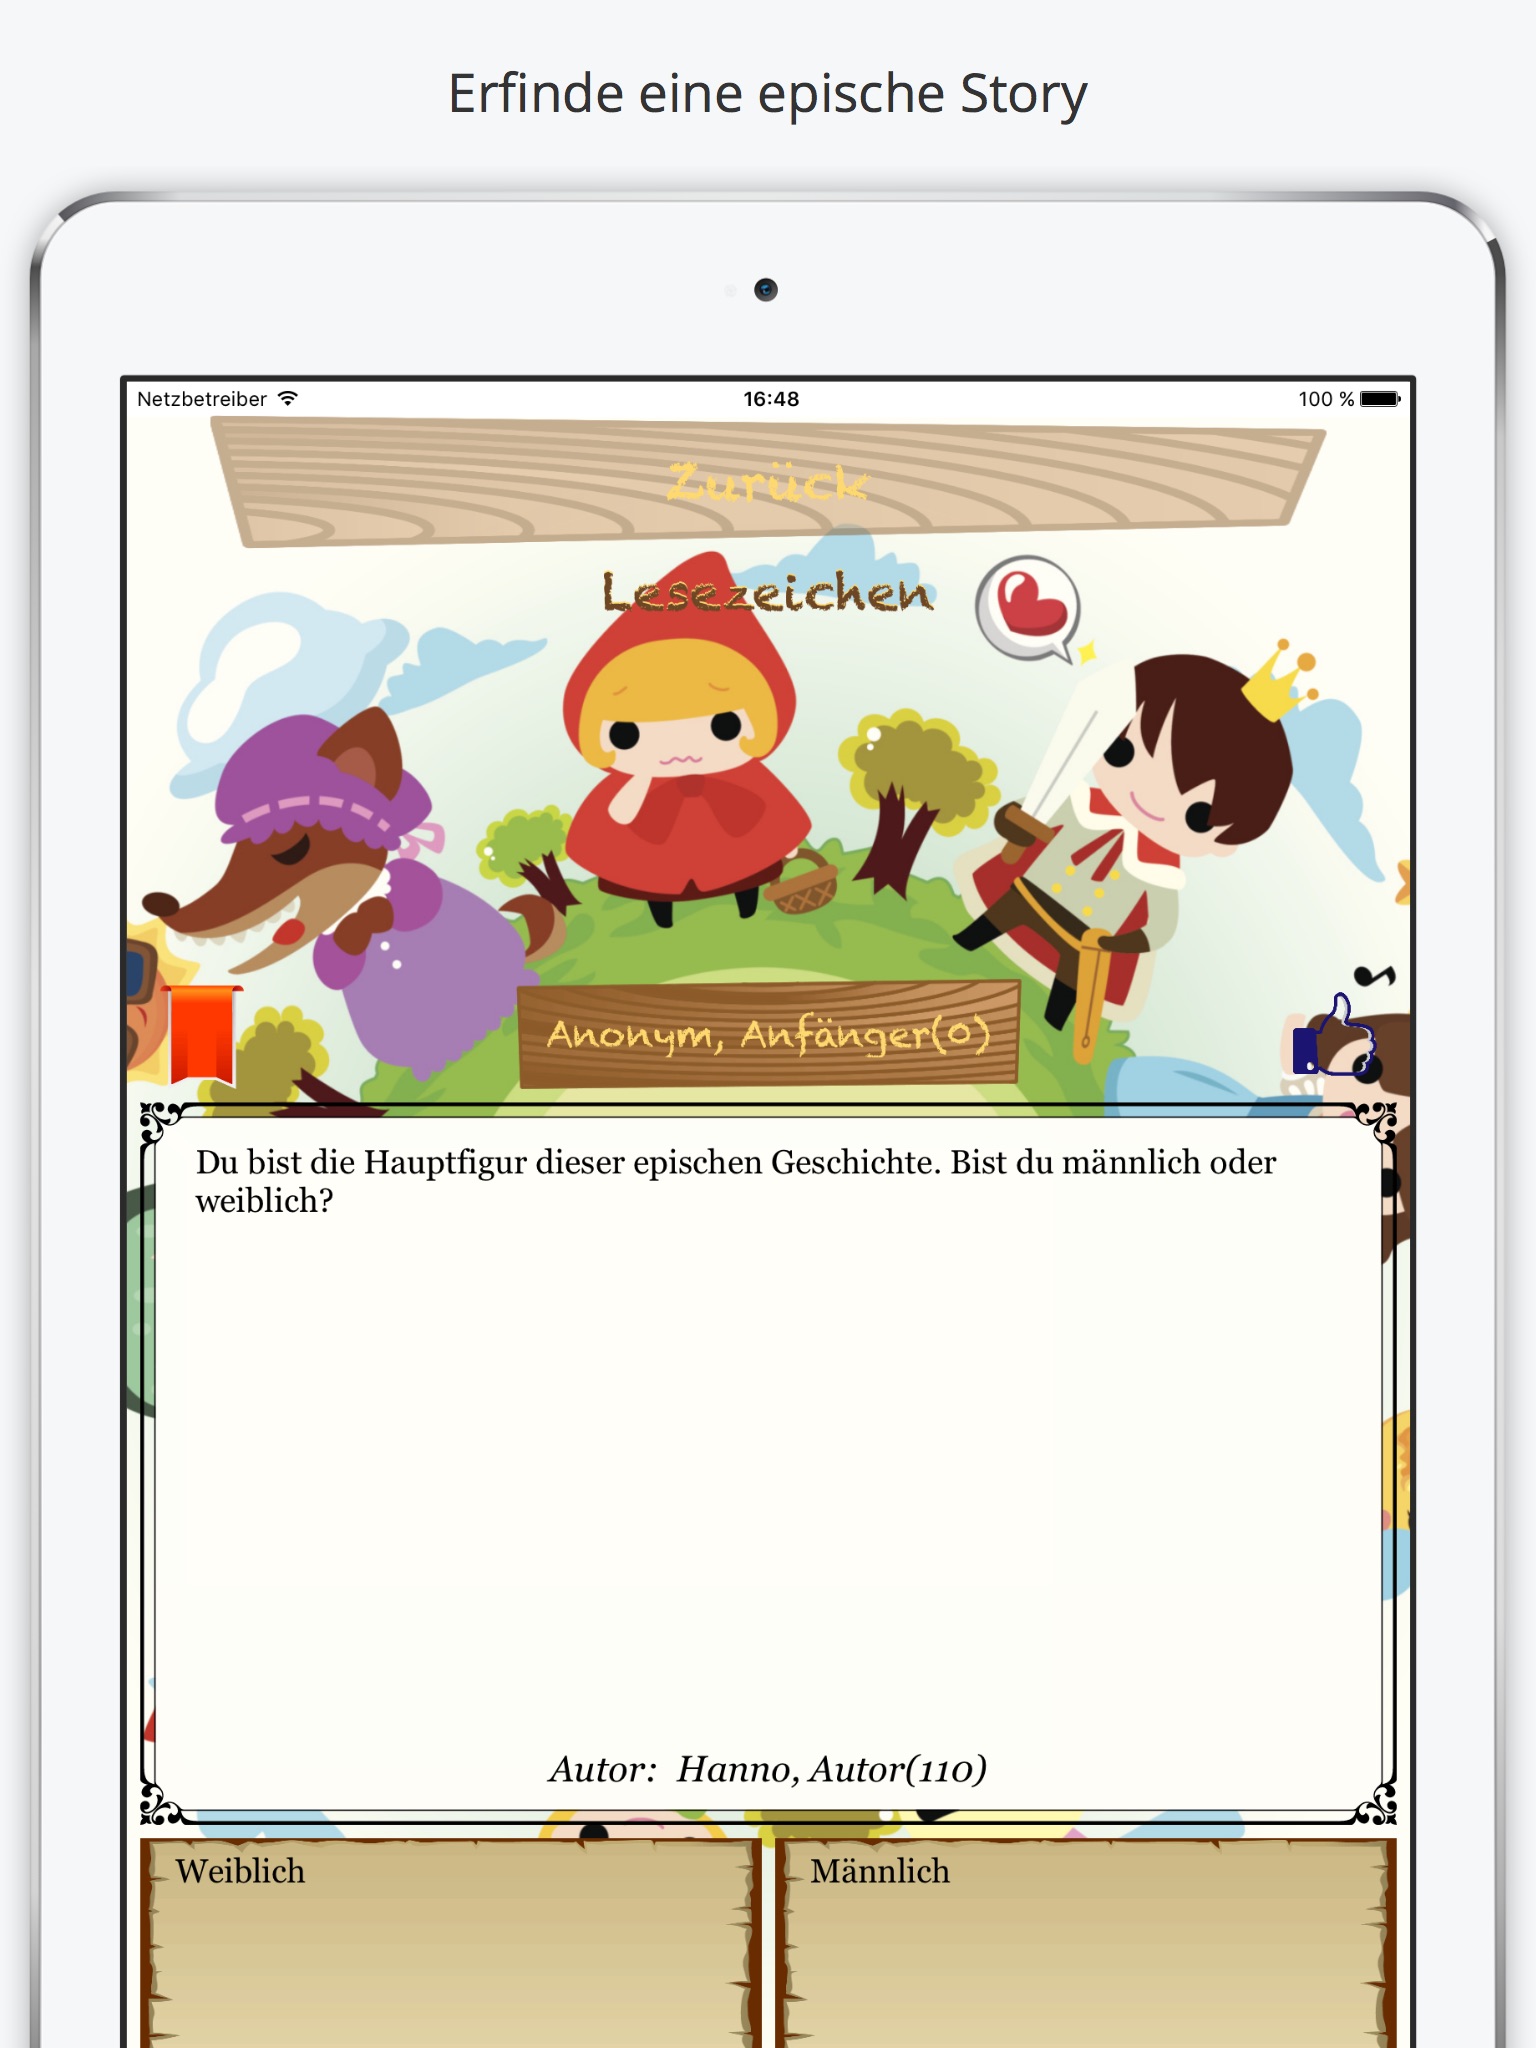 Erfinde eine epische Story
Netzbetreiber 16:48 100 %
Zurück
Lesezeichen
Anonym, Anfänger(0)
Du bist die Hauptfigur dieser epischen Geschichte. Bist du männlich oder
weiblich?
Autor: Hanno, Autor(110)
Weiblich
Männlich